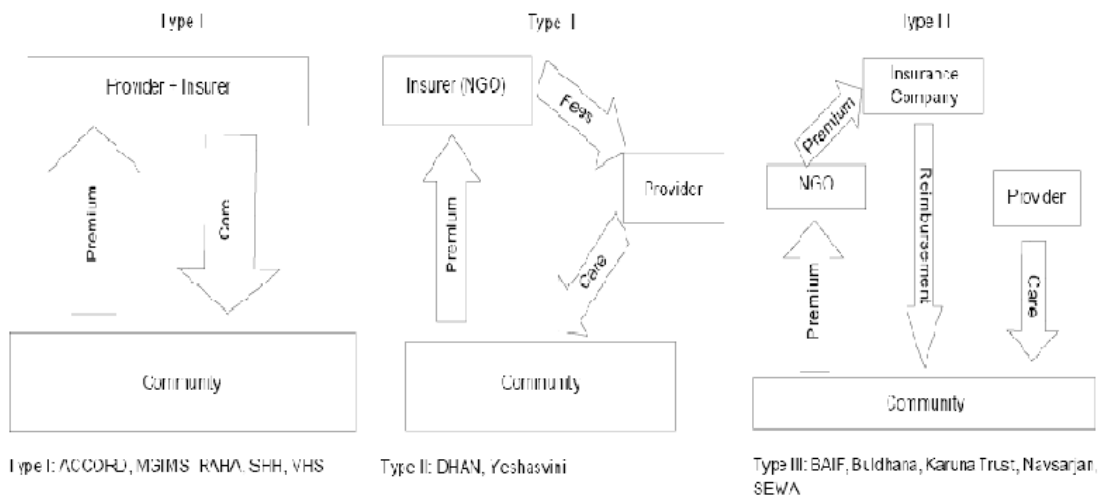 Type I
Provider + Insurer
Premium
Care
Community
Type I: ACCORD, MGIMS, RAHA, SHH, VHS
Type II
Insurer (NGO)
Fees
Provider
Premium
Care
Community
Type II: DHAN, Yeshasvini
Type III
Insurance
Company
Premium
NGO
Reimbursement
Provider
Premium
Care
Community
Type III: BAIF, Buldhana, Karuna Trust, Navsarjan,
SEWA